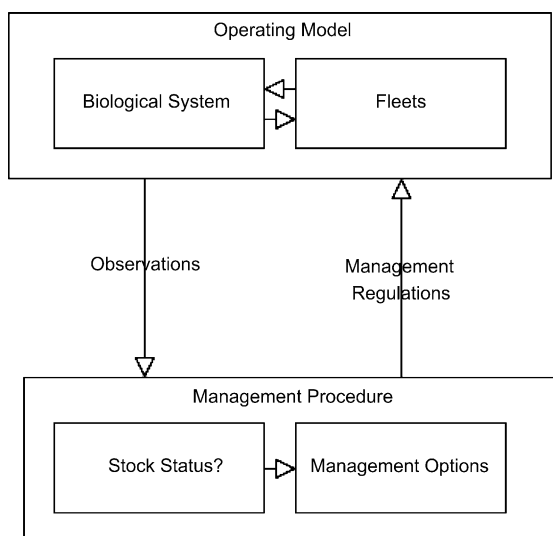 Operating Model
Biological System
Fleets
Observations
Management
Regulations
Management Procedure
Stock Status?
Management Options